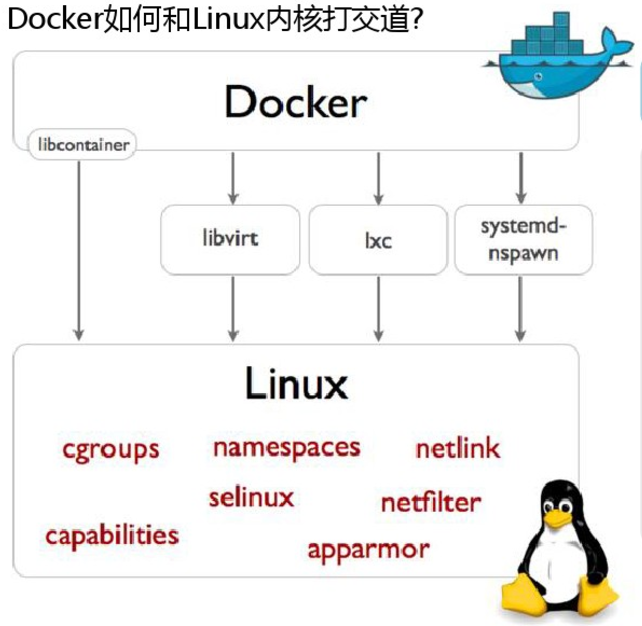 Docker如何和Linux内核打交道?
Docker
libcontainer
libvirt
lxc
systemd-
nspawn
Linux
cgroups
namespaces
netlink
selinux
netfilter
capabilities
apparmor